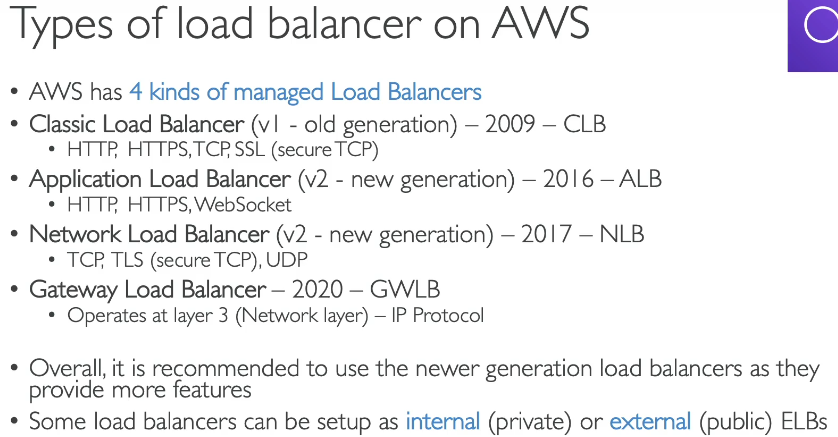 Types of load balancer on AWS
• AWS has 4 kinds of managed Load Balancers
• Classic Load Balancer (v1 - old generation) – 2009 – CLB
• HTTP, HTTPS, TCP, SSL (secure TCP)
• Application Load Balancer (v2 - new generation) – 2016 – ALB
• HTTP, HTTPS, WebSocket
• Network Load Balancer (v2 - new generation) – 2017 – NLB
• TCP, TLS (secure TCP), UDP
• Gateway Load Balancer – 2020 – GWLB
• Operates at layer 3 (Network layer) – IP Protocol
• Overall, it is recommended to use the newer generation load balancers as they
provide more features
• Some load balancers can be setup as internal (private) or external (public) ELBs